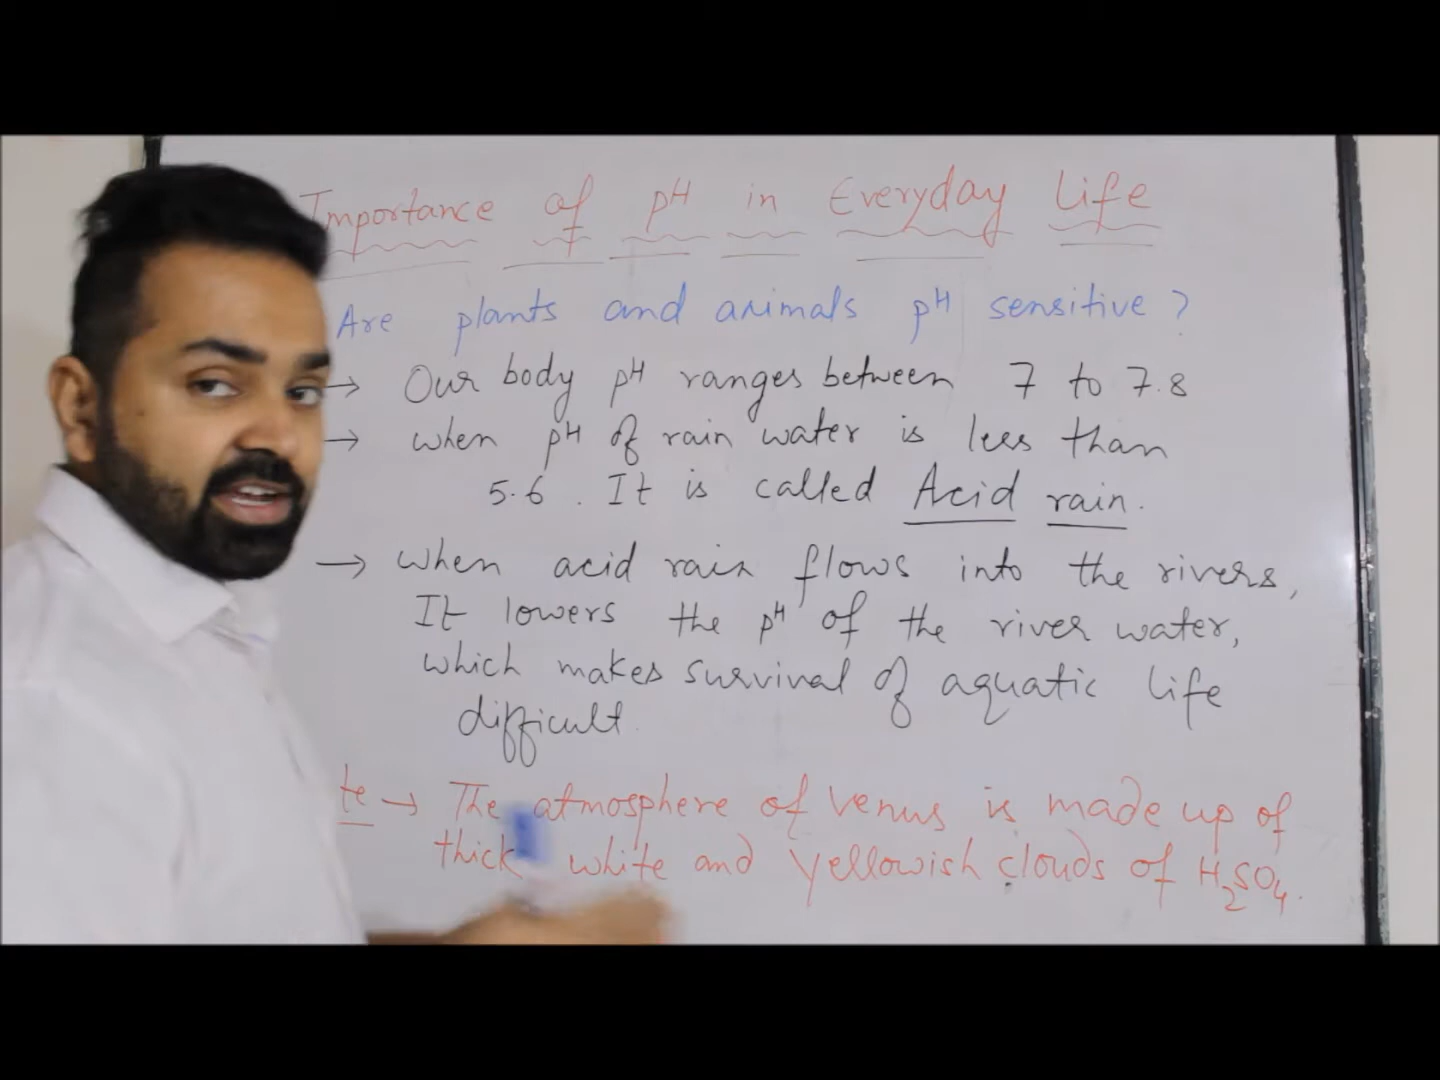 Importance of pH in Everyday Life
Are plants and animals pH sensitive?
→ Our body pH ranges between 7 to 7.8
→ when pH of rain water is less than
5.6. It is called Acid rain.
→ when acid rain flows into the rivers,
It lowers the pH of the river water,
which makes survival of aquatic life
difficult.
te → The atmosphere of Venus is made up of
thick white and yellowish clouds of H₂SO₄.